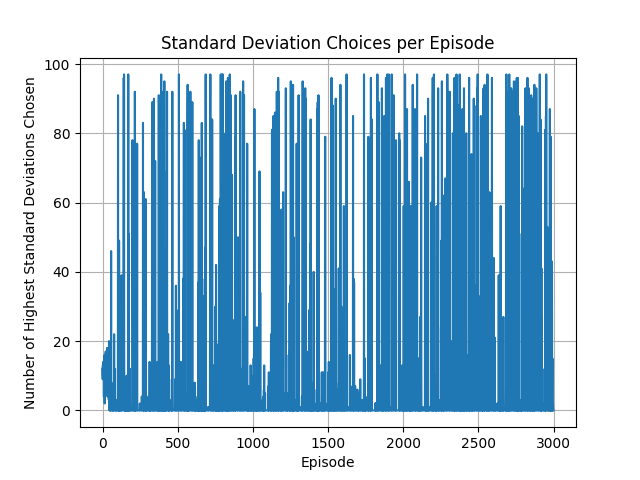 Standard Deviation Choices per Episode
Number of Highest Standard Deviations Chosen
100
80
60
40
20
0
0 500 1000 1500 2000 2500 3000
Episode